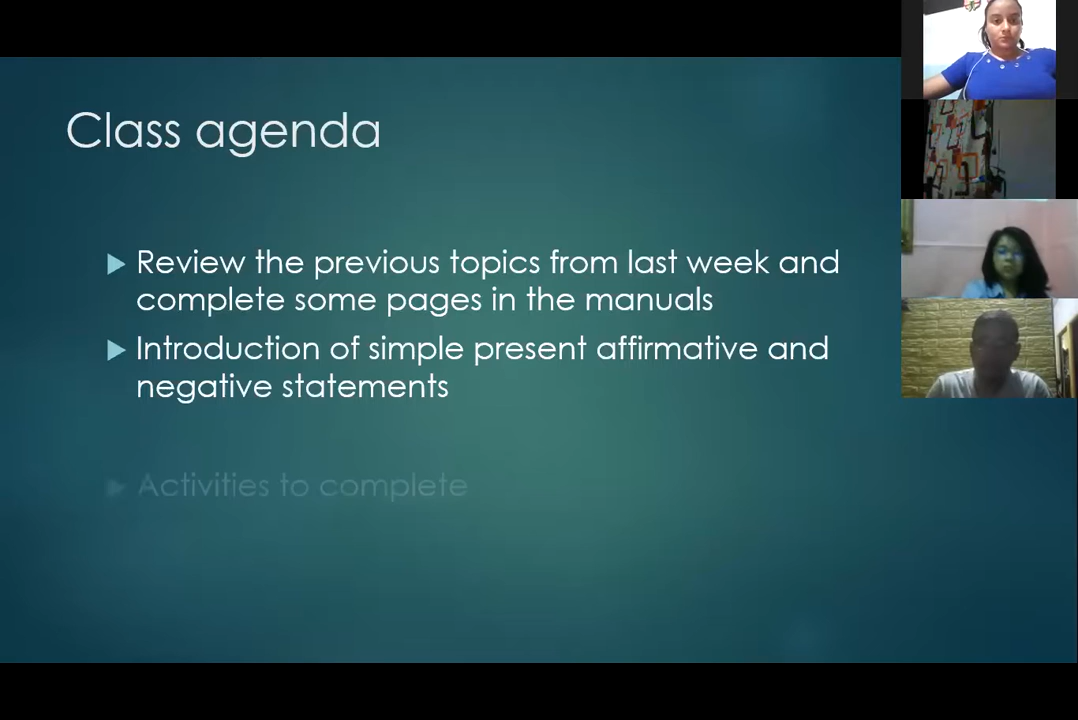 Class agenda
Review the previous topics from last week and
complete some pages in the manuals
Introduction of simple present affirmative and
negative statements
Activities to complete